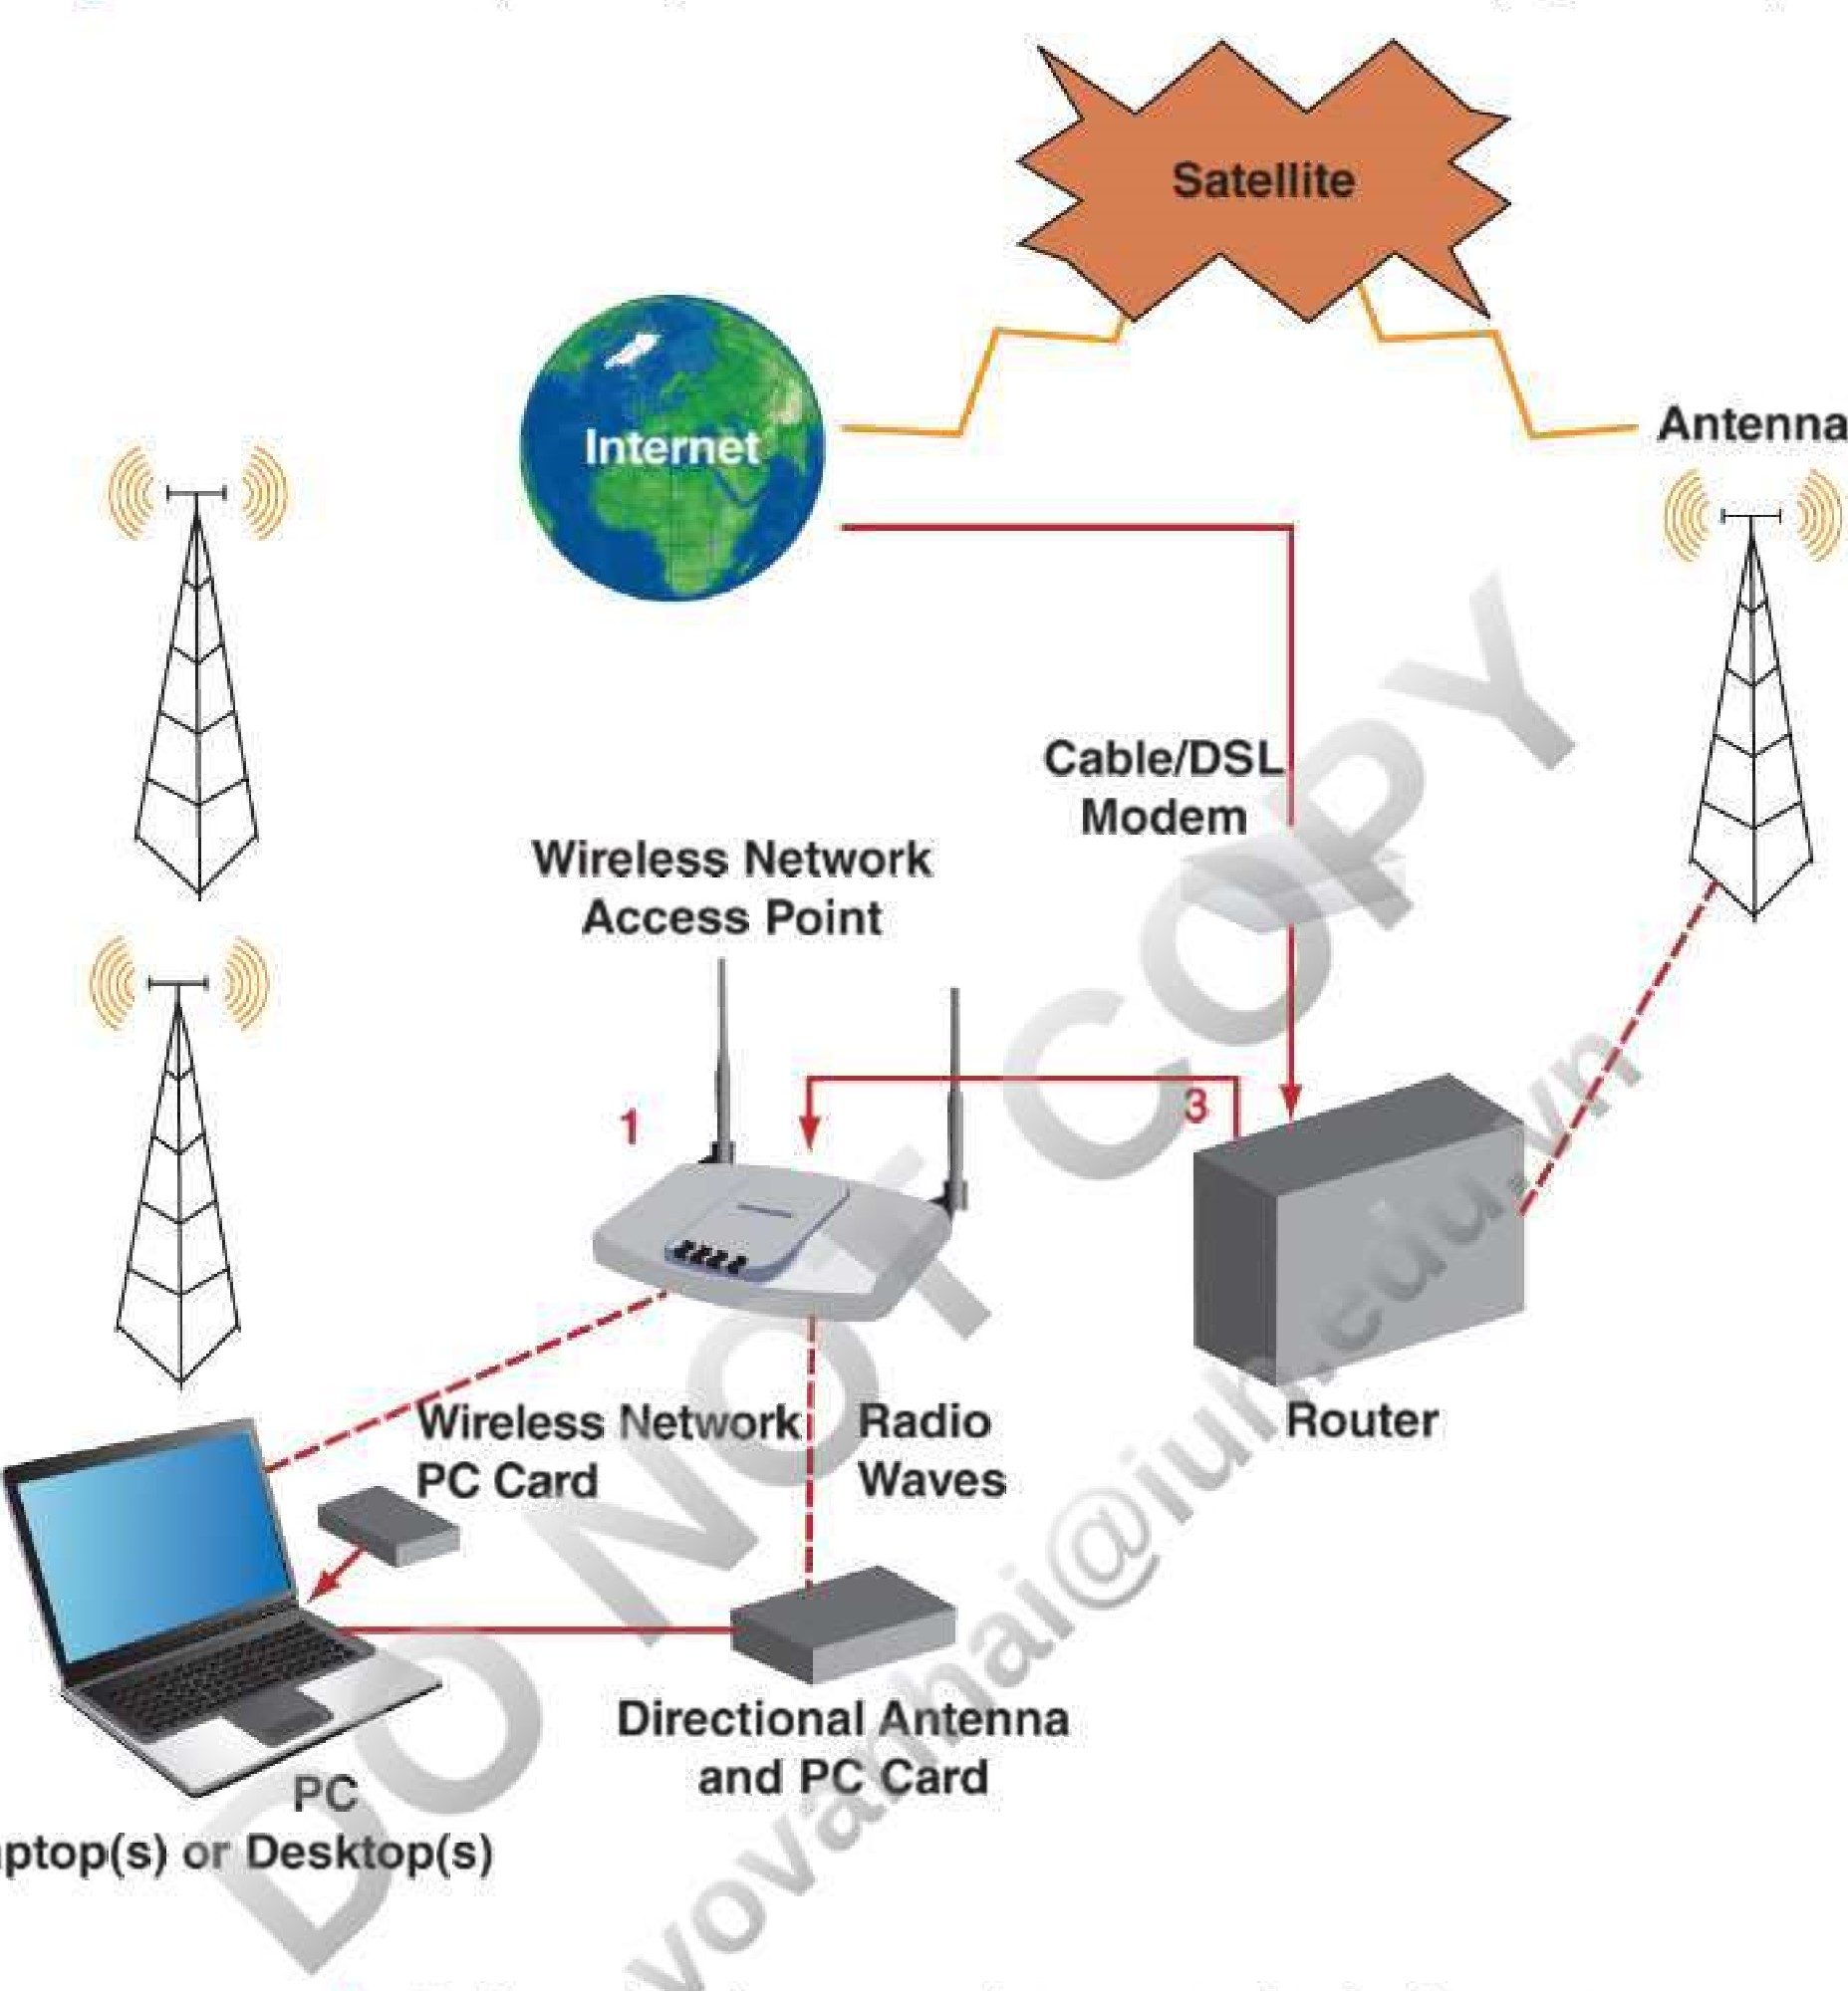 Satellite
Internet
Antenna
Cable/DSL
Modem
Wireless Network
Access Point
1
3
Wireless Network
PC Card
Radio
Waves
Router
Directional Antenna
and PC Card
PC
aptop(s) or Desktop(s)
DO NOT COPY
vovanhai@iuh.edu.vn